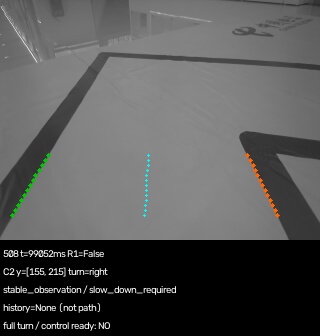 508 t=99052ms R1=False
C2 y=[155, 215] turn=right
stable_observation / slow_down_required
history=None (not path)
full turn / control ready: NO